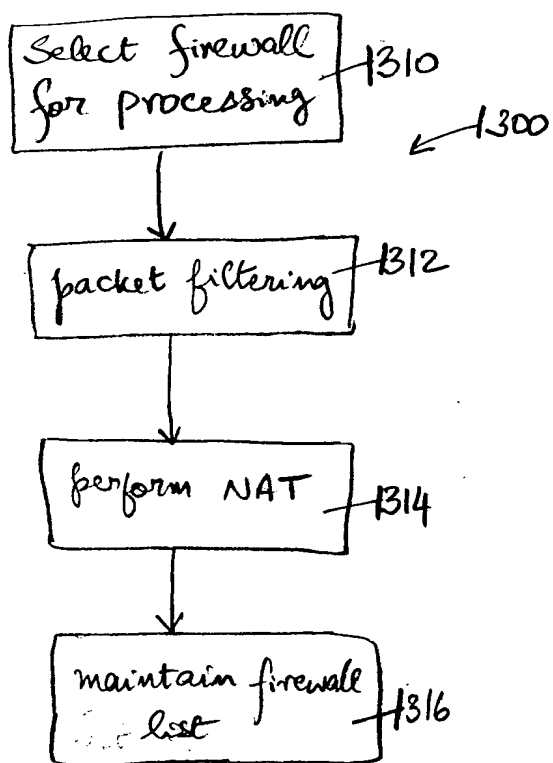 Select firewall
for processing
1310
1300
packet filtering
1312
perform NAT
1314
maintain firewall
list
1316